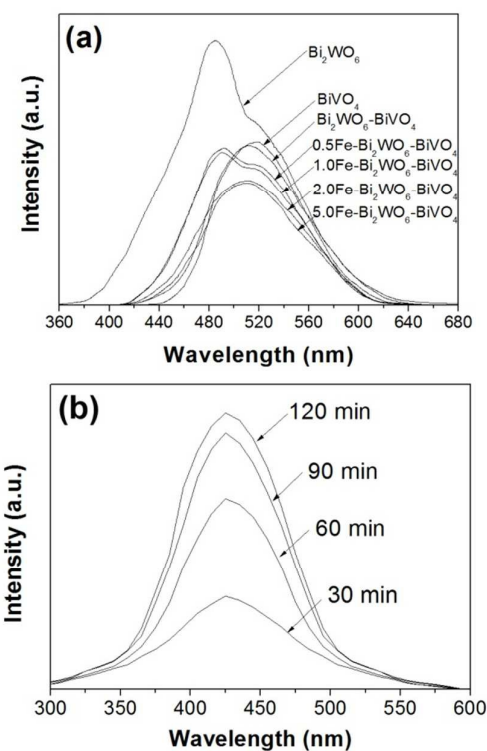 (a)
Bi₂WO₆
BiVO₄
Bi₂WO₆-BiVO₄
0.5Fe-Bi₂WO₆-BiVO₄
1.0Fe-Bi₂WO₆-BiVO₄
2.0Fe-Bi₂WO₆-BiVO₄
5.0Fe-Bi₂WO₆-BiVO₄
Intensity (a.u.)
360 400 440 480 520 560 600 640 680
Wavelength (nm)
(b)
120 min
90 min
60 min
30 min
Intensity (a.u.)
300 350 400 450 500 550 600
Wavelength (nm)